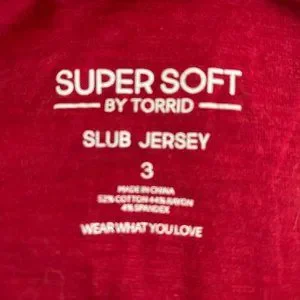 SUPER SOFT
BY TORRID
SLUB JERSEY
3
MADE IN CHINA
52% COTTON 44% RAYON
4% SPANDEX
WEAR WHAT YOU LOVE